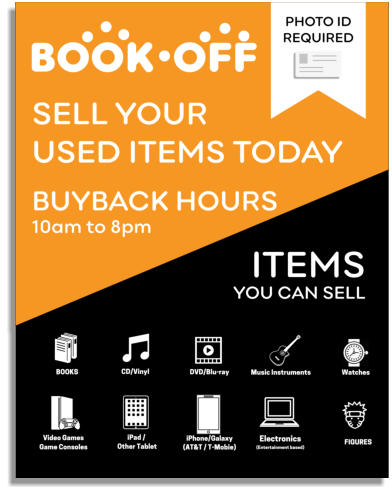 PHOTO ID
REQUIRED
BOOK·OFF
SELL YOUR
USED ITEMS TODAY
BUYBACK HOURS
10am to 8pm
ITEMS
YOU CAN SELL
BOOKS
CD/Vinyl
DVD/Blu-ray
Music Instruments
Watches
Video Games
Game Consoles
iPad /
Other Tablet
iPhone/Galaxy
(AT&T / T-Mobie)
Electronics
(Entertainment based)
FIGURES